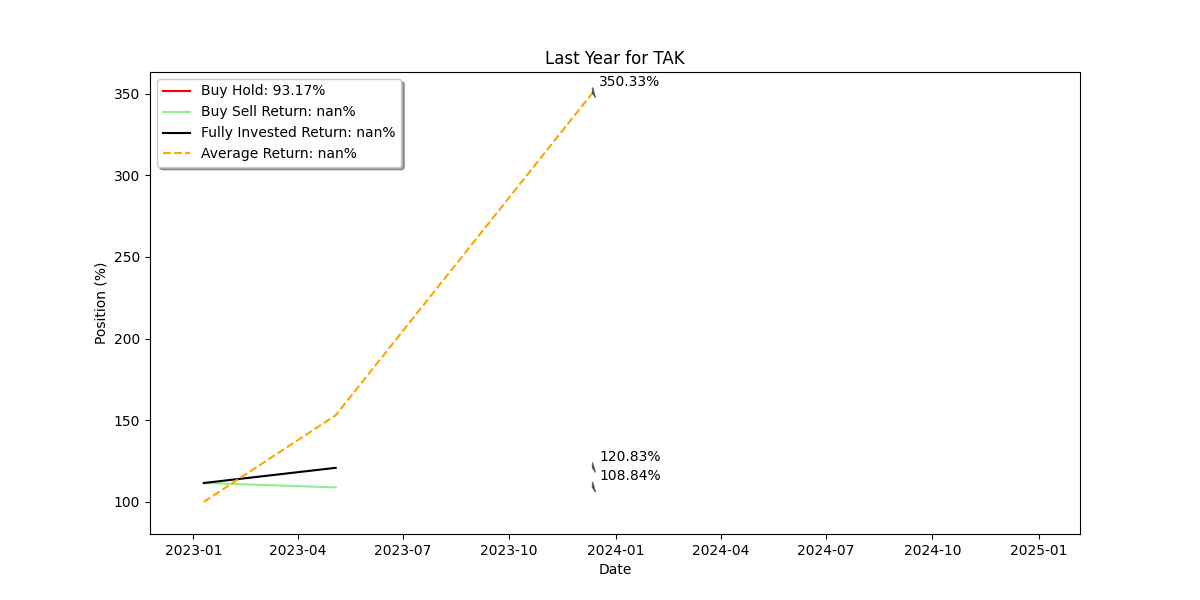 Last Year for TAK
350.33%
Buy Hold: 93.17%
Buy Sell Return: nan%
Fully Invested Return: nan%
Average Return: nan%
350
300
250
200
150
100
Position (%)
120.83%
108.84%
2023-01
2023-04
2023-07
2023-10
2024-01
2024-04
2024-07
2024-10
2025-01
Date